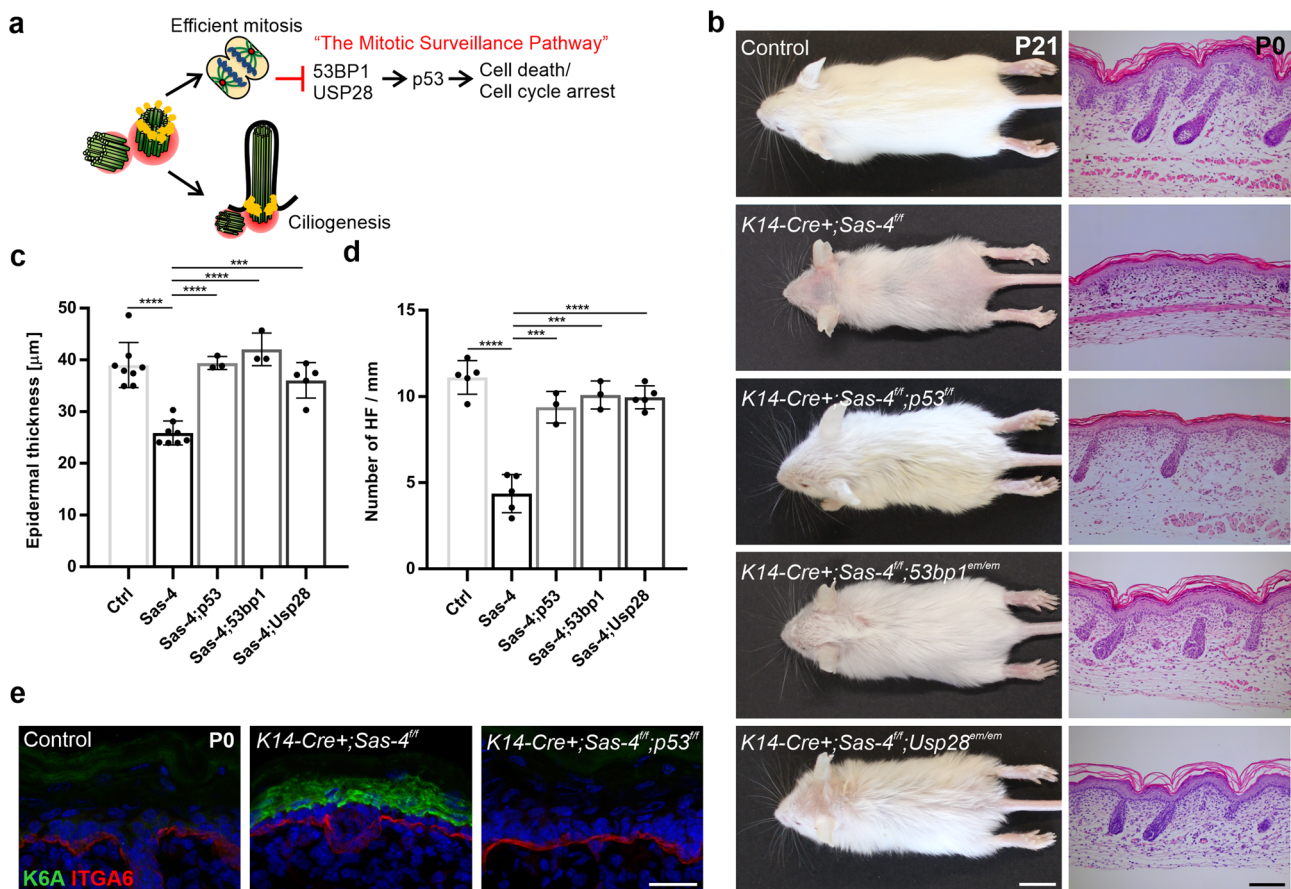 a
Efficient mitosis
"The Mitotic Surveillance Pathway"
53BP1
USP28
p53
Cell death/
Cell cycle arrest
Ciliogenesis
b
Control
P21
P0
K14-Cre+;Sas-4f/f
K14-Cre+;Sas-4f/f;p53f/f
K14-Cre+;Sas-4f/f;53bp1em/em
K14-Cre+;Sas-4f/f;Usp28em/em
c
***
****
****
****
Epidermal thickness [μm]
50
40
30
20
10
0
Ctrl
Sas-4
Sas-4;p53
Sas-4;53bp1
Sas-4;Usp28
d
****
***
***
****
Number of HF / mm
15
10
5
0
Ctrl
Sas-4
Sas-4;p53
Sas-4;53bp1
Sas-4;Usp28
e
Control
P0
K14-Cre+;Sas-4f/f
K14-Cre+;Sas-4f/f;p53f/f
K6A ITGA6